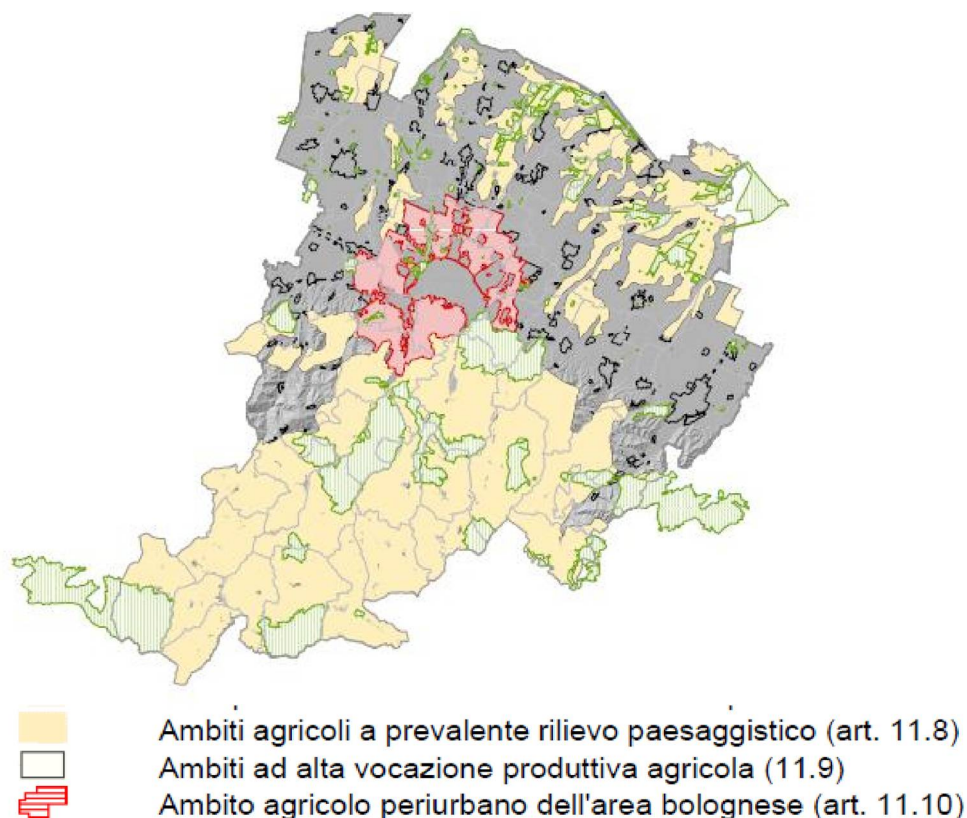 Ambiti agricoli a prevalente rilievo paesaggistico (art. 11.8)
Ambiti ad alta vocazione produttiva agricola (11.9)
Ambito agricolo periurbano dell'area bolognese (art. 11.10)